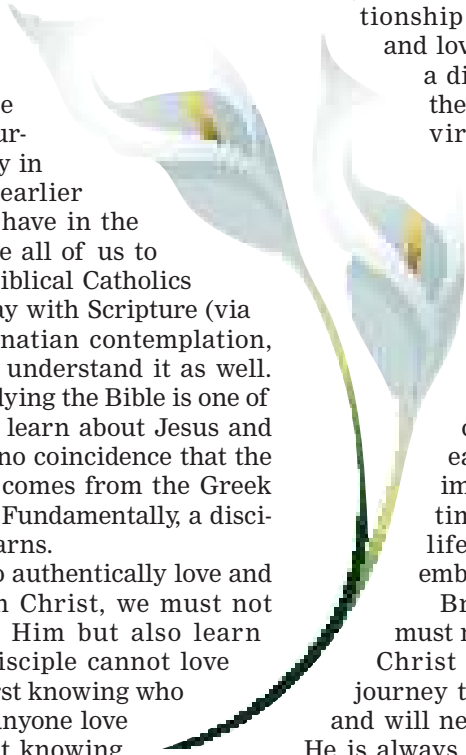 e
ur-
y in
earlier
have in the
e all of us to
iblical Catholics
ay with Scripture (via
natian contemplation,
understand it as well.
lying the Bible is one of
learn about Jesus and
no coincidence that the
comes from the Greek
Fundamentally, a disci-
arns.
o authentically love and
n Christ, we must not
Him but also learn
isciple cannot love
rst knowing who
anyone love
t knowing
tionship
and lov
a di
the
vir
c
ea
im
tim
life
emb
Br
must r
Christ
journey t
and will ne
He is always